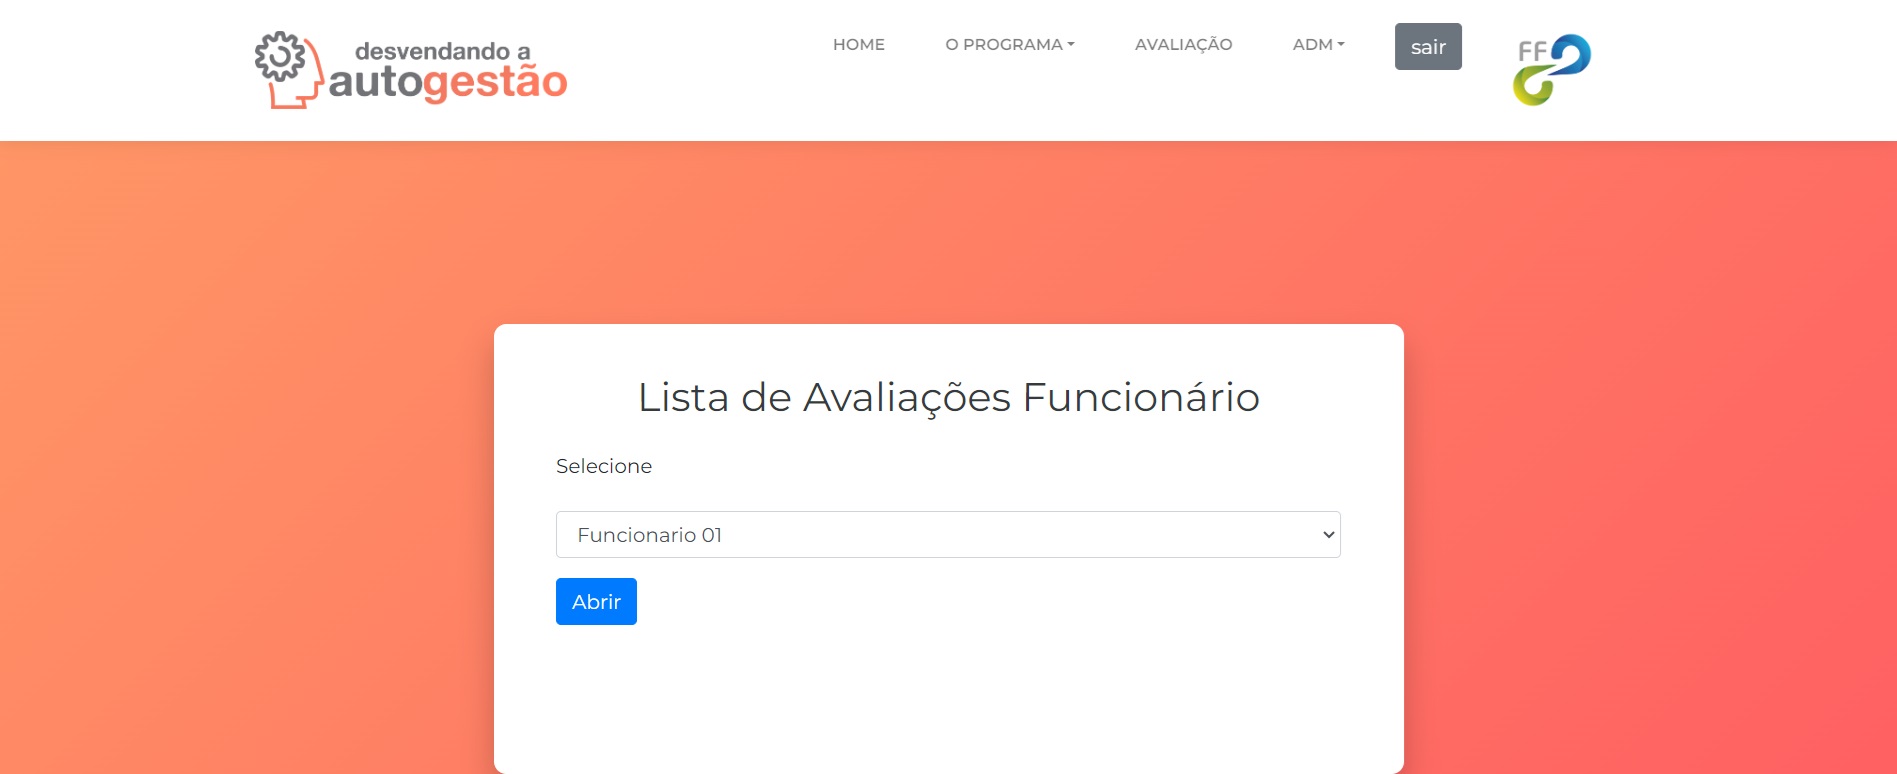 desvendando a
autogestão
HOME
O PROGRAMA
AVALIAÇÃO
ADM
sair
FF
Lista de Avaliações Funcionário
Selecione
Funcionario 01
Abrir